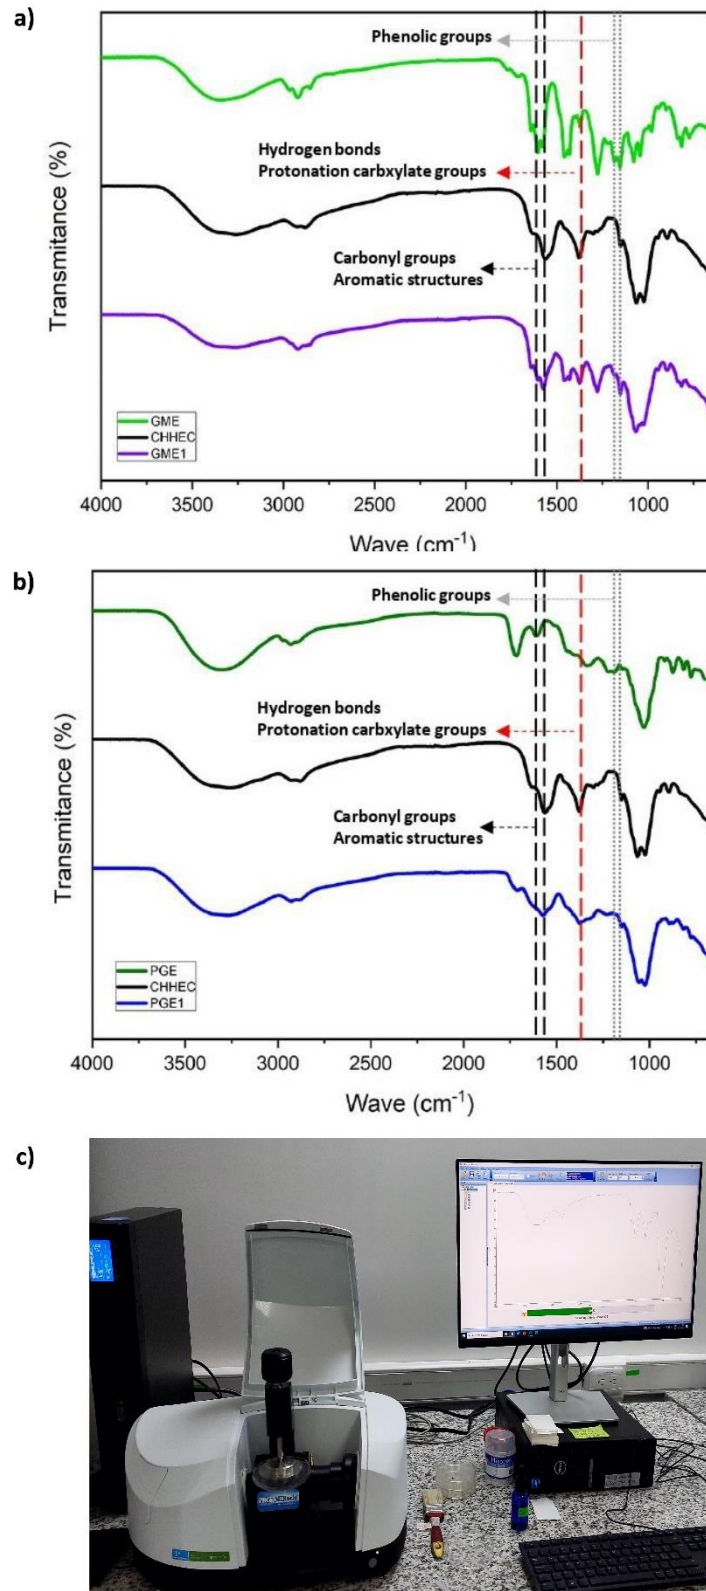 a)
Phenolic groups
Hydrogen bonds
Protonation carbxylate groups
Carbonyl groups
Aromatic structures
Transmitance (%)
GME
CHHEC
GME1
4000 3500 3000 2500 2000 1500 1000
Wave (cm⁻¹)
b)
Phenolic groups
Hydrogen bonds
Protonation carbxylate groups
Carbonyl groups
Aromatic structures
Transmitance (%)
PGE
CHHEC
PGE1
4000 3500 3000 2500 2000 1500 1000
Wave (cm⁻¹)
c)